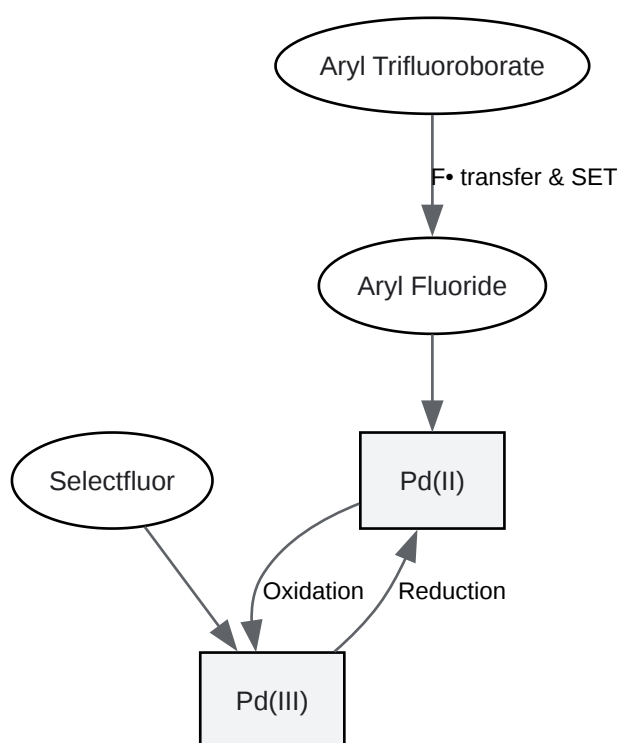 Aryl Trifluoroborate
F• transfer & SET
Aryl Fluoride
Selectfluor
Pd(II)
Oxidation
Reduction
Pd(III)